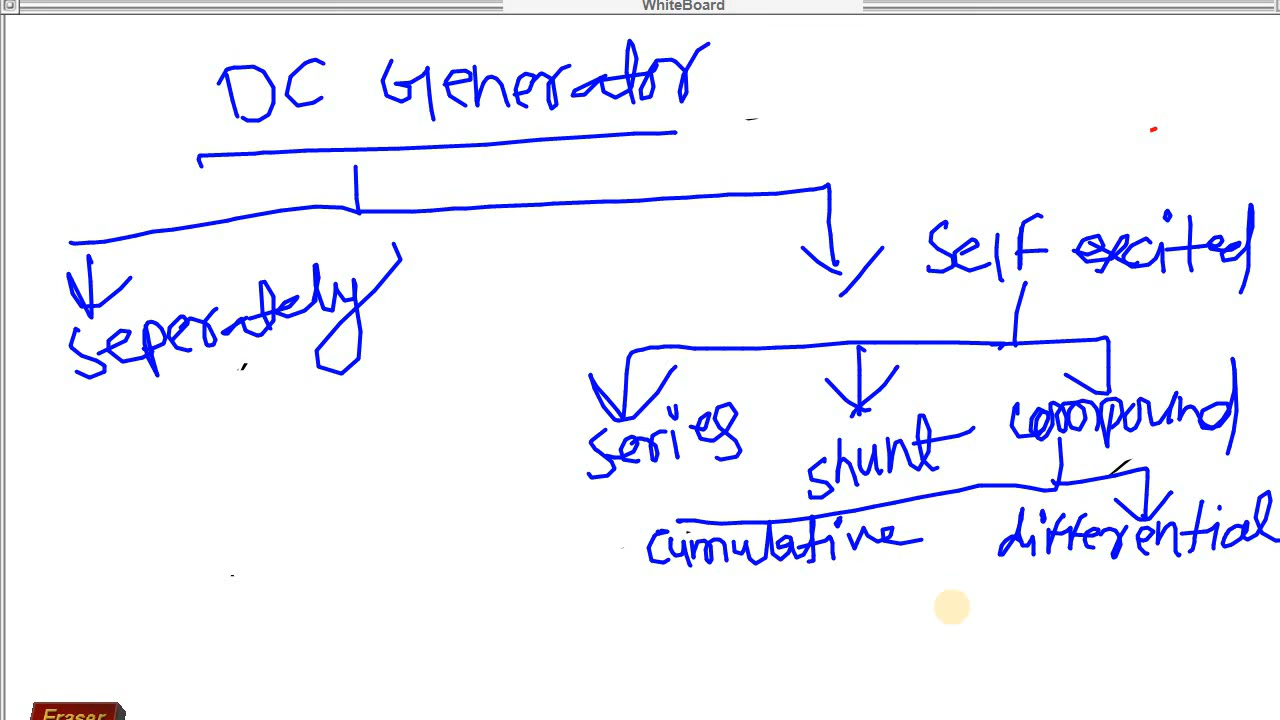 WhiteBoard
DC Generator
Self excited
seperately
series
shunt
compound
cumulative
differential
Eraser